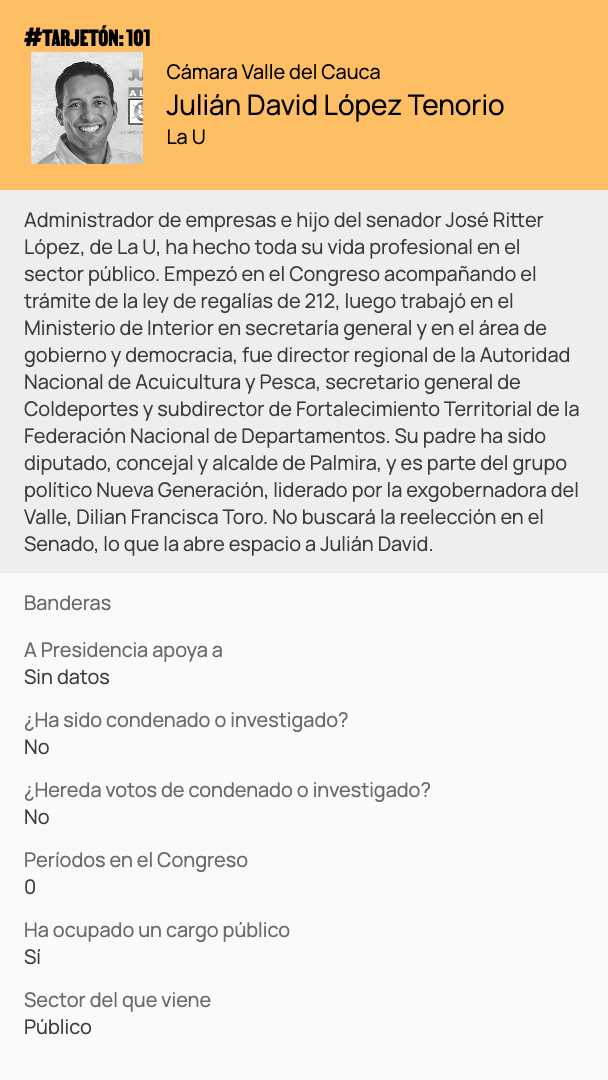 #TARJETÓN: 101
Cámara Valle del Cauca
Julián David López Tenorio
La U
Administrador de empresas e hijo del senador José Ritter
López, de La U, ha hecho toda su vida profesional en el
sector público. Empezó en el Congreso acompañando el
trámite de la ley de regalías de 212, luego trabajó en el
Ministerio de Interior en secretaría general y en el área de
gobierno y democracia, fue director regional de la Autoridad
Nacional de Acuicultura y Pesca, secretario general de
Coldeportes y subdirector de Fortalecimiento Territorial de la
Federación Nacional de Departamentos. Su padre ha sido
diputado, concejal y alcalde de Palmira, y es parte del grupo
político Nueva Generación, liderado por la exgobernadora del
Valle, Dilian Francisca Toro. No buscará la reelección en el
Senado, lo que la abre espacio a Julián David.
Banderas
A Presidencia apoya a
Sin datos
¿Ha sido condenado o investigado?
No
¿Hereda votos de condenado o investigado?
No
Períodos en el Congreso
0
Ha ocupado un cargo público
Sí
Sector del que viene
Público